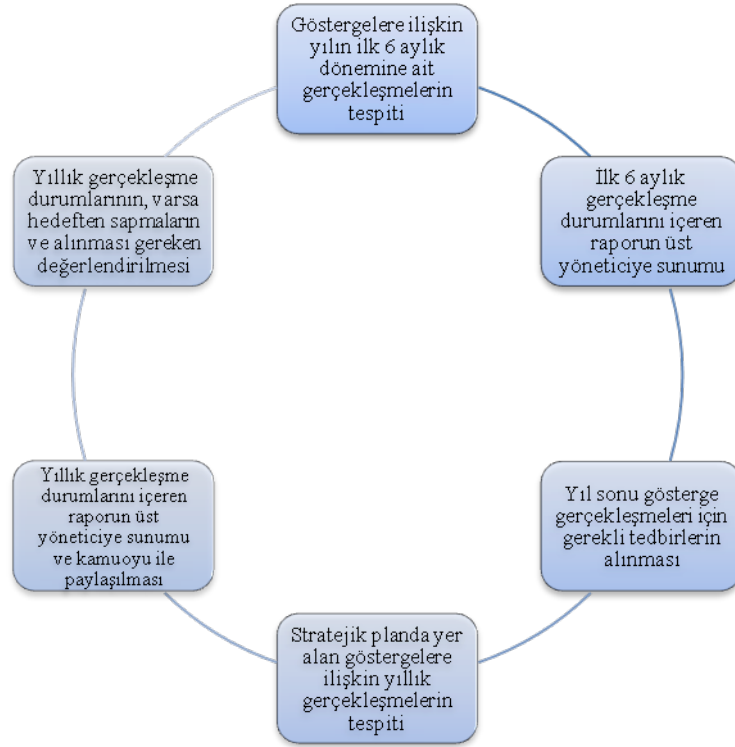 Göstergelere ilişkin
yılın ilk 6 aylık
dönemine ait
gerçekleşmelerin
tespiti
İlk 6 aylık
gerçekleşme
durumlarını içeren
raporun üst
yöneticiye sunumu
Yıl sonu gösterge
gerçekleşmeleri için
gerekli tedbirlerin
alınması
Stratejik planda yer
alan göstergelere
ilişkin yıllık
gerçekleşmelerin
tespiti
Yıllık gerçekleşme
durumlarını içeren
raporun üst
yöneticiye sunumu
ve kamuoyu ile
paylaşılması
Yıllık gerçekleşme
durumlarının, varsa
hedeften sapmaların
ve alınması gereken
değerlendirilmesi